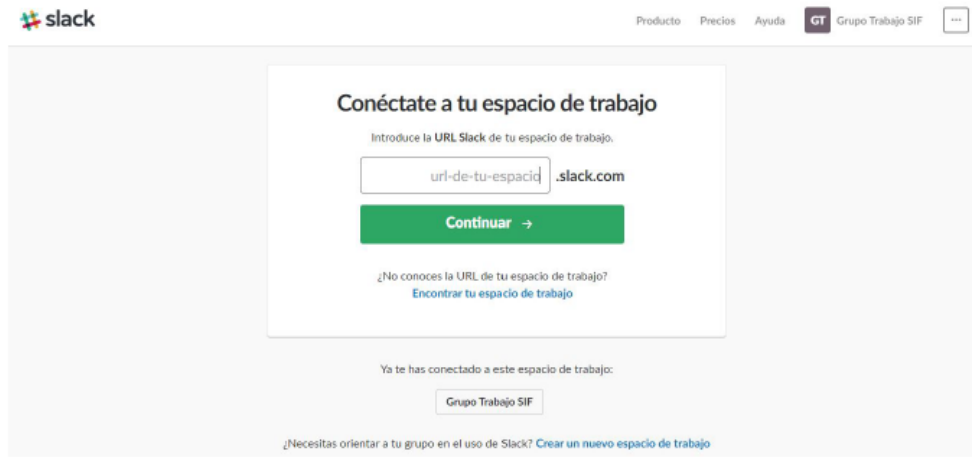 slack
Producto Precios Ayuda GT Grupo Trabajo SIF ...
Conéctate a tu espacio de trabajo
Introduce la URL Slack de tu espacio de trabajo.
url-de-tu-espacio .slack.com
Continuar →
¿No conoces la URL de tu espacio de trabajo?
Encontrar tu espacio de trabajo
Ya te has conectado a este espacio de trabajo:
Grupo Trabajo SIF
¿Necesitas orientar a tu grupo en el uso de Slack? Crear un nuevo espacio de trabajo